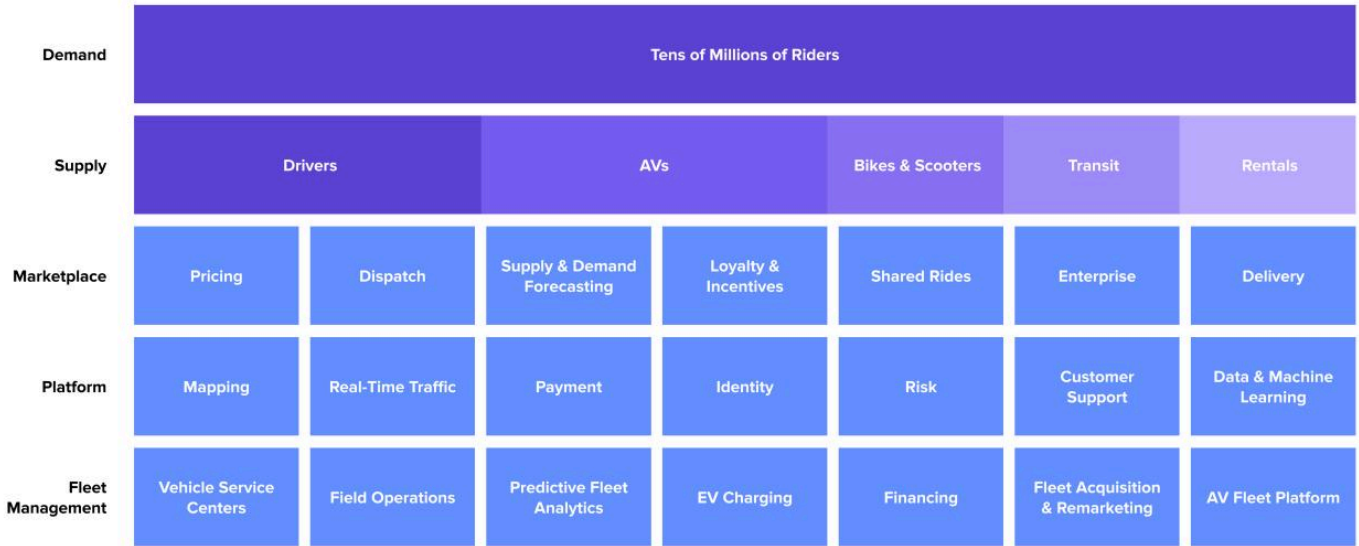 Demand
Tens of Millions of Riders
Supply
Drivers
AVs
Bikes & Scooters
Transit
Rentals
Marketplace
Pricing
Dispatch
Supply & Demand
Forecasting
Loyalty &
Incentives
Shared Rides
Enterprise
Delivery
Platform
Mapping
Real-Time Traffic
Payment
Identity
Risk
Customer
Support
Data & Machine
Learning
Fleet
Management
Vehicle Service
Centers
Field Operations
Predictive Fleet
Analytics
EV Charging
Financing
Fleet Acquisition
& Remarketing
AV Fleet Platform